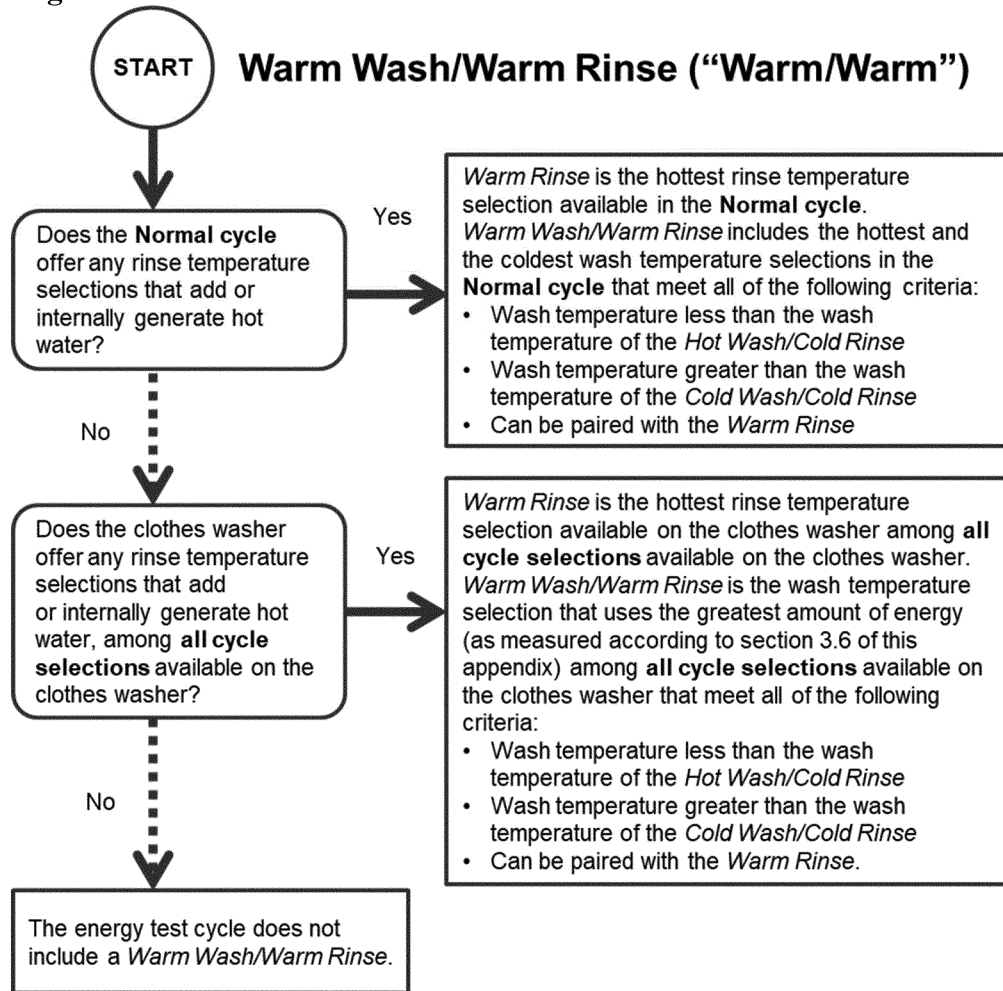 START
Warm Wash/Warm Rinse (“Warm/Warm”)
Does the Normal cycle
offer any rinse temperature
selections that add or
internally generate hot
water?
Yes
Warm Rinse is the hottest rinse temperature
selection available in the Normal cycle.
Warm Wash/Warm Rinse includes the hottest and
the coldest wash temperature selections in the
Normal cycle that meet all of the following criteria:
• Wash temperature less than the wash
temperature of the Hot Wash/Cold Rinse
• Wash temperature greater than the wash
temperature of the Cold Wash/Cold Rinse
• Can be paired with the Warm Rinse
No
Does the clothes washer
offer any rinse temperature
selections that add
or internally generate hot
water, among all cycle
selections available on the
clothes washer?
Yes
Warm Rinse is the hottest rinse temperature
selection available on the clothes washer among all
cycle selections available on the clothes washer.
Warm Wash/Warm Rinse is the wash temperature
selection that uses the greatest amount of energy
(as measured according to section 3.6 of this
appendix) among all cycle selections available on
the clothes washer that meet all of the following
criteria:
• Wash temperature less than the wash
temperature of the Hot Wash/Cold Rinse
• Wash temperature greater than the wash
temperature of the Cold Wash/Cold Rinse
• Can be paired with the Warm Rinse.
No
The energy test cycle does not
include a Warm Wash/Warm Rinse.